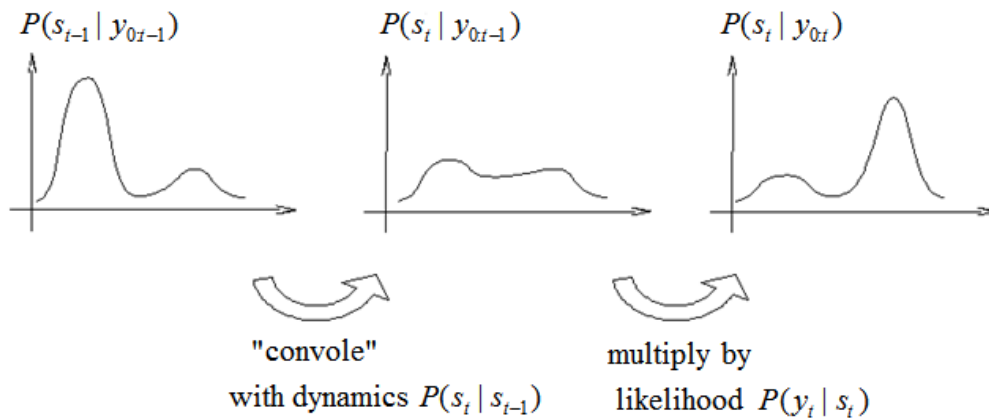 P(s_{t-1} | y_{0:t-1})
P(s_t | y_{0:t-1})
P(s_t | y_{0:t})
"convole"
with dynamics P(s_t | s_{t-1})
multiply by
likelihood P(y_t | s_t)